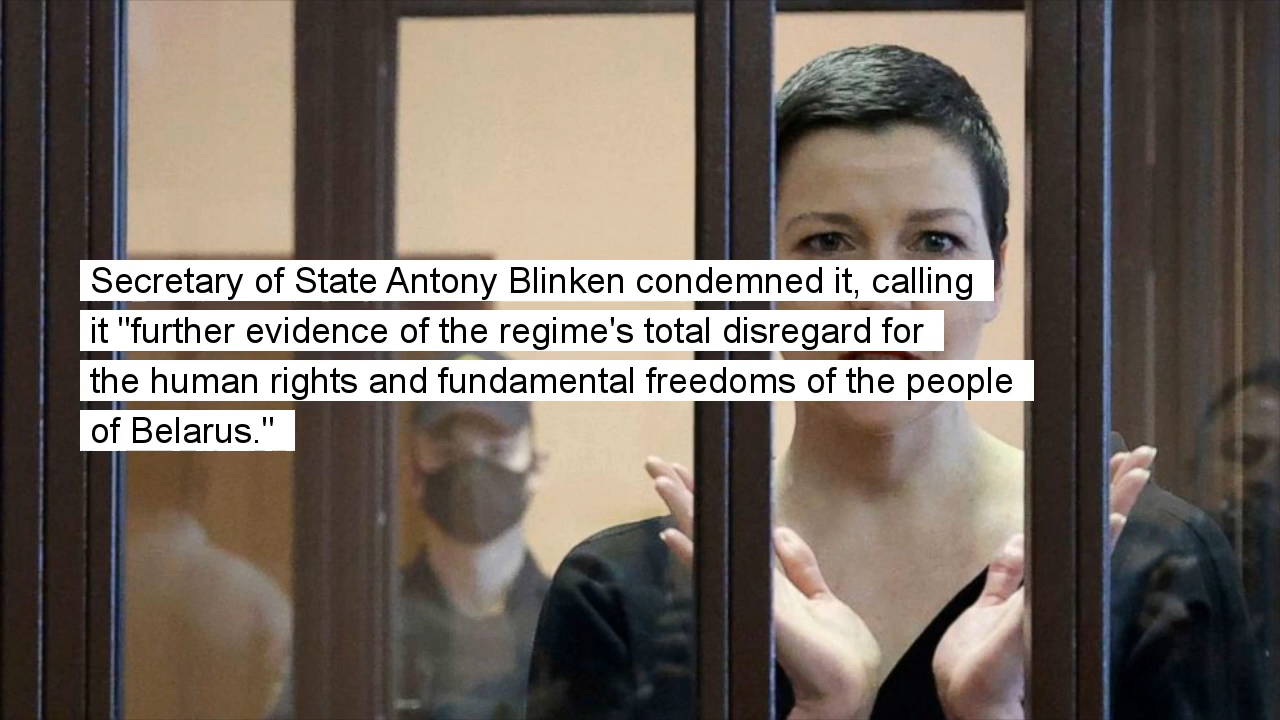 Secretary of State Antony Blinken condemned it, calling
it "further evidence of the regime's total disregard for
the human rights and fundamental freedoms of the people
of Belarus."